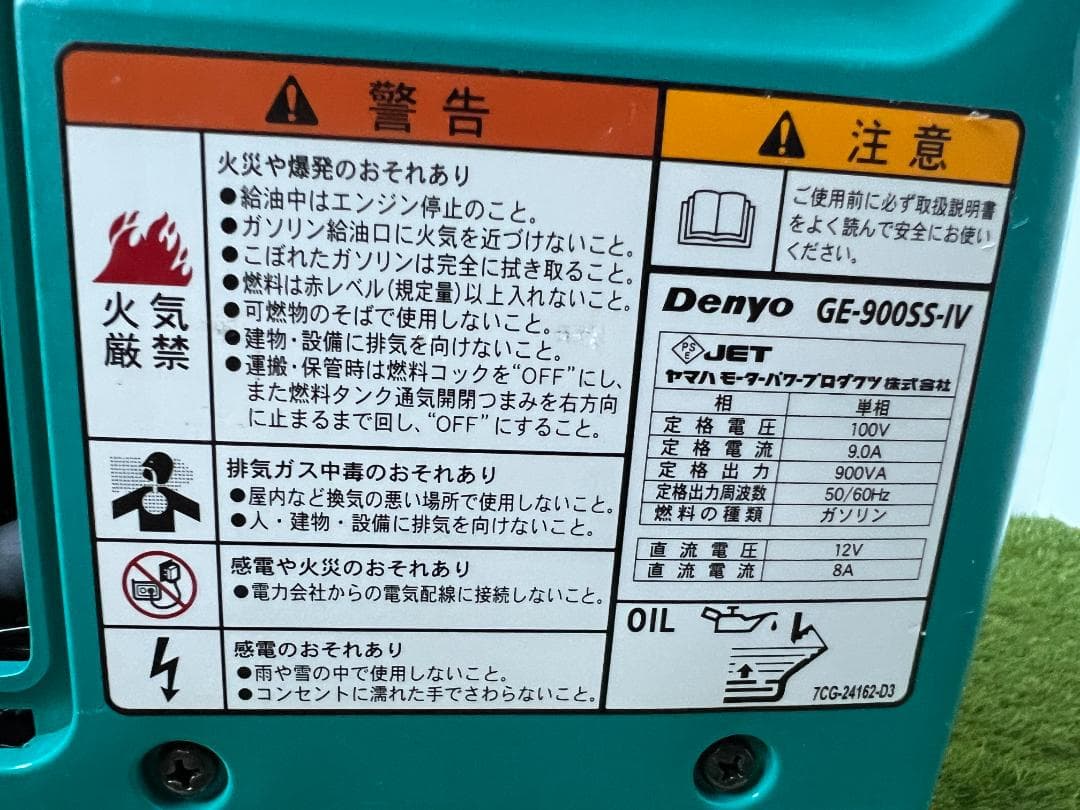 警告
火気
厳禁
火災や爆発のおそれあり
●給油中はエンジン停止のこと。
●ガソリン給油口に火気を近づけないこと。
●こぼれたガソリンは完全に拭き取ること。
●燃料は赤レベル(規定量)以上入れないこと。
●可燃物のそばで使用しないこと。
●建物・設備に排気を向けないこと。
●運搬・保管時は燃料コックを“OFF”にし、
また燃料タンク通気開閉つまみを右方向
に止まるまで回し、“OFF”にすること。
排気ガス中毒のおそれあり
●屋内など換気の悪い場所で使用しないこと。
●人・建物・設備に排気を向けないこと。
感電や火災のおそれあり
●電力会社からの電気配線に接続しないこと。
感電のおそれあり
●雨や雪の中で使用しないこと。
●コンセントに濡れた手でさわらないこと。
注意
ご使用前に必ず取扱説明書
をよく読んで安全にお使い
ください。
Denyo GE-900SS-IV
PSE JET
ヤマハモーターパワープロダクツ株式会社
相 単相
定格電圧 100V
定格電流 9.0A
定格出力 900VA
定格出力周波数 50/60Hz
燃料の種類 ガソリン
直流電圧 12V
直流電流 8A
OIL
7CG-24162-D3